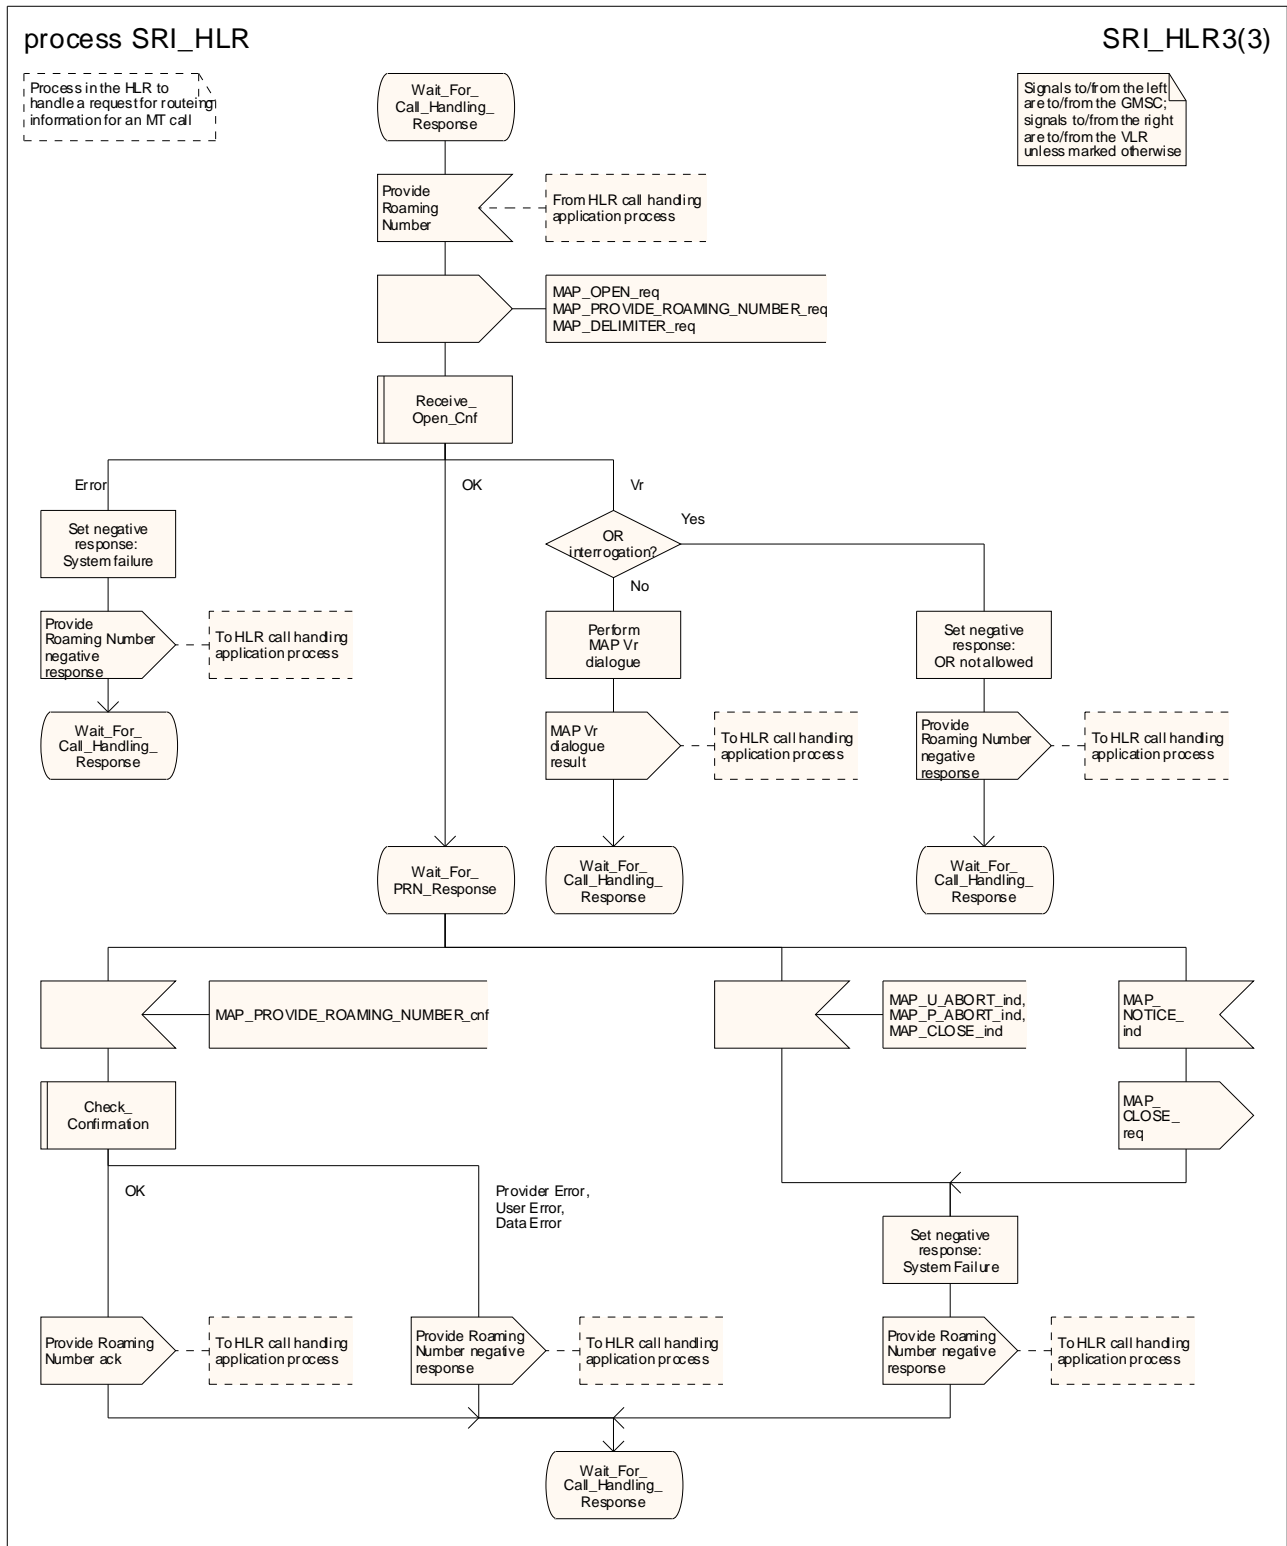 process SRI_HLR
SRI_HLR3(3)
Process in the HLR to
handle a request for routeing
information for an MT call
Signals to/from the left
are to/from the GMSC;
signals to/from the right
are to/from the VLR
unless marked otherwise
Wait_For_
Call_Handling_
Response
Provide
Roaming
Number
From HLR call handling
application process
MAP_OPEN_req
MAP_PROVIDE_ROAMING_NUMBER_req
MAP_DELIMITER_req
Receive_
Open_Cnf
Error
OK
Vr
Set negative
response:
System failure
OR
interrogation?
Yes
No
Provide
Roaming Number
negative
response
To HLR call handling
application process
Perform
MAP Vr
dialogue
Set negative
response:
OR not allowed
Wait_For_
Call_Handling_
Response
MAP Vr
dialogue
result
To HLR call handling
application process
Provide
Roaming Number
negative
response
To HLR call handling
application process
Wait_For_
PRN_Response
Wait_For_
Call_Handling_
Response
Wait_For_
Call_Handling_
Response
MAP_PROVIDE_ROAMING_NUMBER_cnf
MAP_U_ABORT_ind,
MAP_P_ABORT_ind,
MAP_CLOSE_ind
MAP_
NOTICE_
ind
Check_
Confirmation
MAP_
CLOSE_
req
OK
Provider Error,
User Error,
Data Error
Set negative
response:
System Failure
Provide Roaming
Number ack
To HLR call handling
application process
Provide Roaming
Number negative
response
To HLR call handling
application process
Provide Roaming
Number negative
response
To HLR call handling
application process
Wait_For_
Call_Handling_
Response